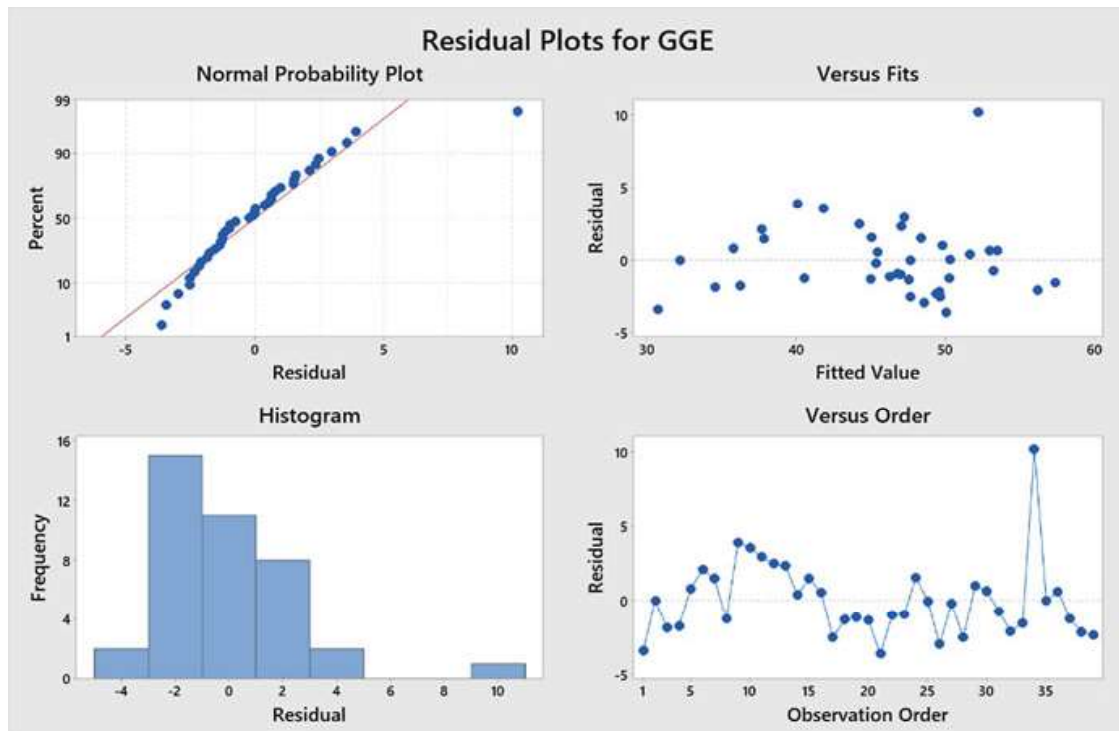 Residual Plots for GGE
Normal Probability Plot
99
90
50
10
1
Percent
-5 0 5 10
Residual
Versus Fits
10
5
0
-5
Residual
30 40 50 60
Fitted Value
Histogram
16
12
8
4
0
Frequency
-4 -2 0 2 4 6 8 10
Residual
Versus Order
10
5
0
-5
Residual
1 5 10 15 20 25 30 35
Observation Order